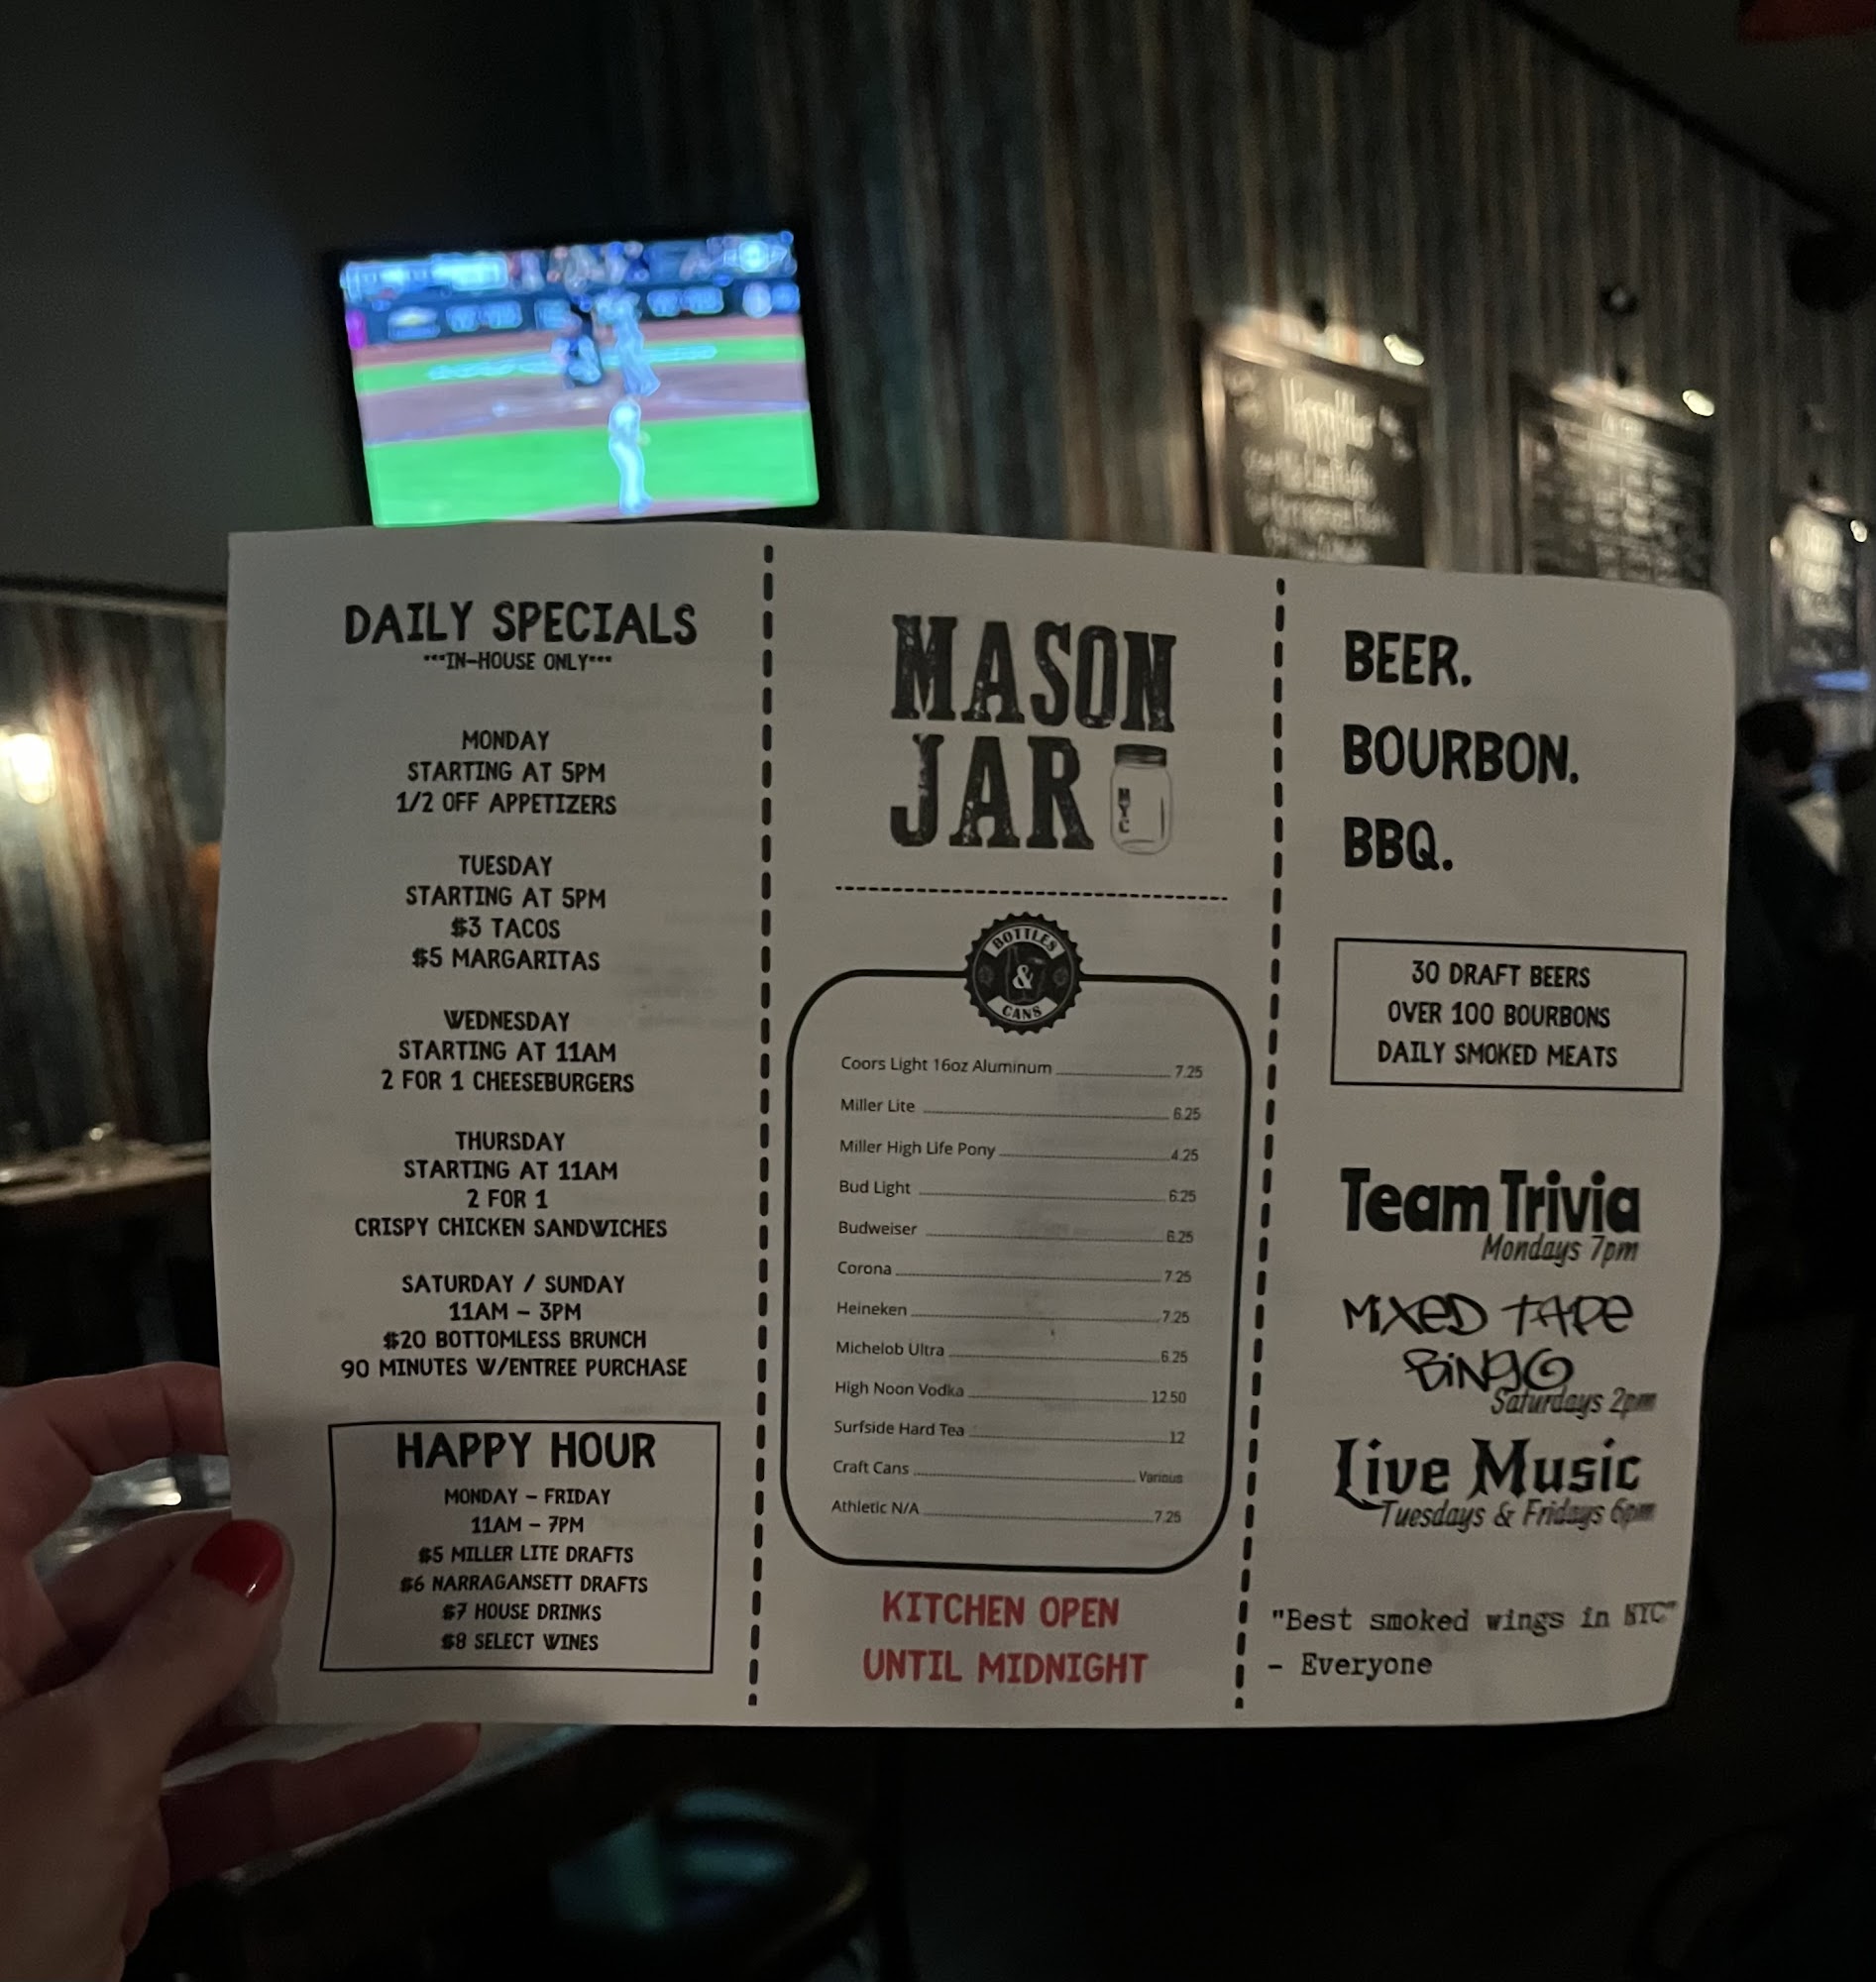 DAILY SPECIALS
***IN-HOUSE ONLY***
MONDAY
STARTING AT 5PM
1/2 OFF APPETIZERS
TUESDAY
STARTING AT 5PM
$3 TACOS
$5 MARGARITAS
WEDNESDAY
STARTING AT 11AM
2 FOR 1 CHEESEBURGERS
THURSDAY
STARTING AT 11AM
2 FOR 1
CRISPY CHICKEN SANDWICHES
SATURDAY / SUNDAY
11AM – 3PM
$20 BOTTOMLESS BRUNCH
90 MINUTES W/ENTREE PURCHASE
HAPPY HOUR
MONDAY – FRIDAY
11AM – 7PM
$5 MILLER LITE DRAFTS
$6 NARRAGANSETT DRAFTS
$7 HOUSE DRINKS
$8 SELECT WINES
MASON
JAR
NYC
BOTTLES
&
CANS
Coors Light 16oz Aluminum 7.25
Miller Lite 6.25
Miller High Life Pony 4.25
Bud Light 6.25
Budweiser 6.25
Corona 7.25
Heineken 7.25
Michelob Ultra 6.25
High Noon Vodka 12.50
Surfside Hard Tea 12
Craft Cans Various
Athletic N/A 7.25
KITCHEN OPEN
UNTIL MIDNIGHT
BEER.
BOURBON.
BBQ.
30 DRAFT BEERS
OVER 100 BOURBONS
DAILY SMOKED MEATS
Team Trivia
Mondays 7pm
MiXeD TAPe
BiNGO
Saturdays 2pm
Live Music
Tuesdays & Fridays 6pm
"Best smoked wings in NYC"
- Everyone